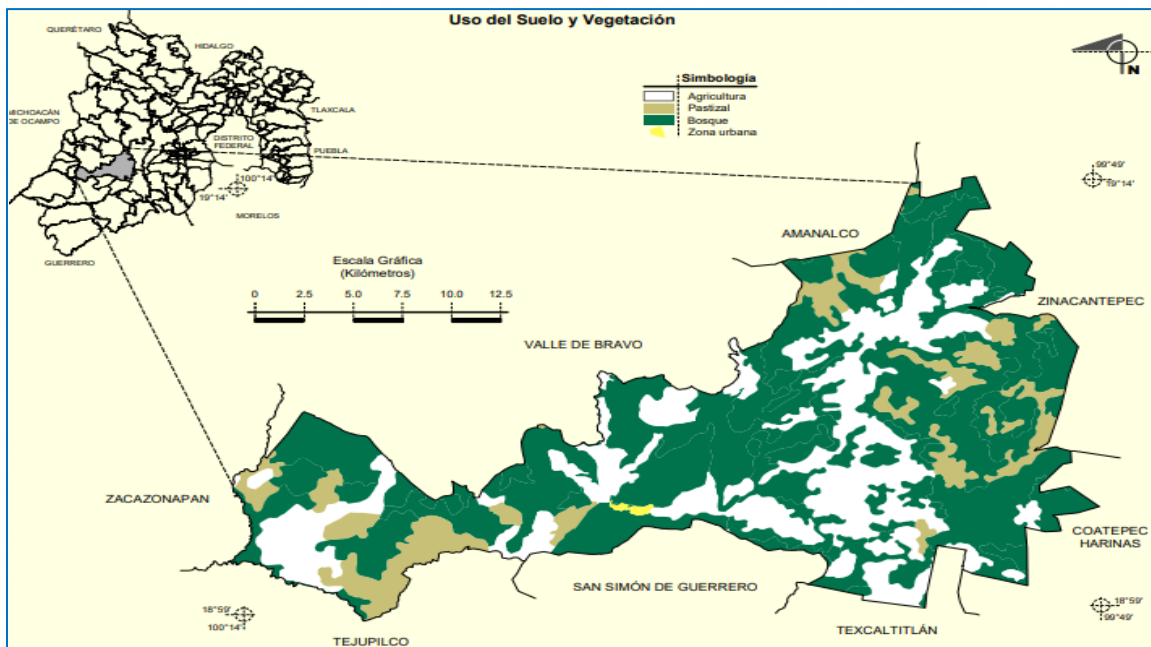 Uso del Suelo y Vegetación
QUERÉTARO
HIDALGO
MICHOACÁN
DE OCAMPO
TLAXCALA
DISTRITO
FEDERAL
PUEBLA
100°14'
19°14'
MORELOS
GUERRERO
Simbología
Agricultura
Pastizal
Bosque
Zona urbana
N
99°49'
19°14'
Escala Gráfica
(Kilómetros)
0 2.5 5.0 7.5 10.0 12.5
AMANALCO
ZINACANTEPEC
VALLE DE BRAVO
ZACAZONAPAN
COATEPEC
HARINAS
SAN SIMÓN DE GUERRERO
18°59'
100°14'
TEJUPILCO
TEXCALTITLÁN
18°59'
99°49'